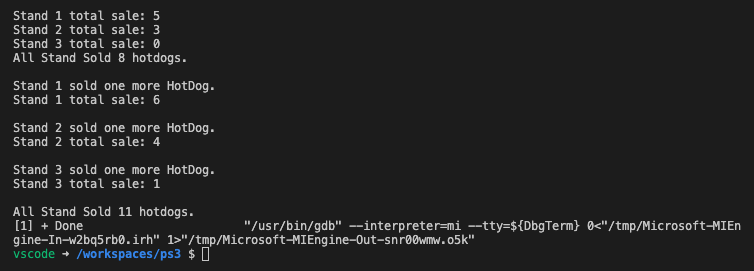 Stand 1 total sale: 5
Stand 2 total sale: 3
Stand 3 total sale: 0
All Stand Sold 8 hotdogs.
Stand 1 sold one more HotDog.
Stand 1 total sale: 6
Stand 2 sold one more HotDog.
Stand 2 total sale: 4
Stand 3 sold one more HotDog.
Stand 3 total sale: 1
All Stand Sold 11 hotdogs.
[1] + Done                       "/usr/bin/gdb" --interpreter=mi --tty=${DbgTerm} 0<"/tmp/Microsoft-MIEn
gine-In-w2bq5rb0.irh" 1>"/tmp/Microsoft-MIEngine-Out-snr00wmw.o5k"
vscode ➜ /workspaces/ps3 $